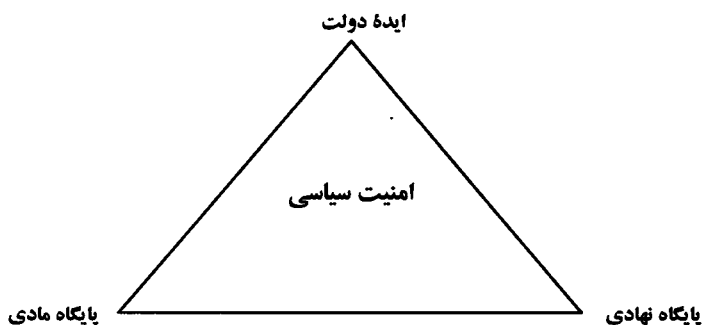 ایدهٔ دولت
امنیت سیاسی
پایگاه نهادی
پایگاه مادی